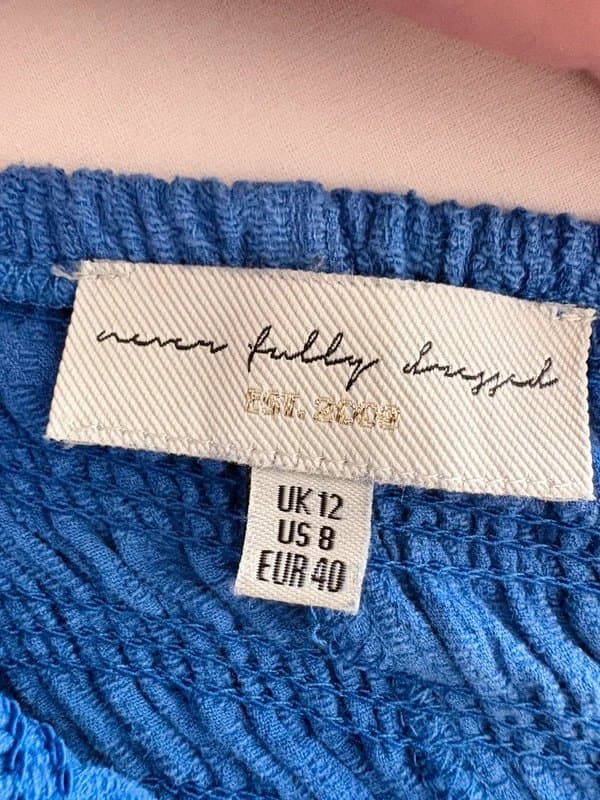 never fully dressed
EST. 2009
UK 12
US 8
EUR 40